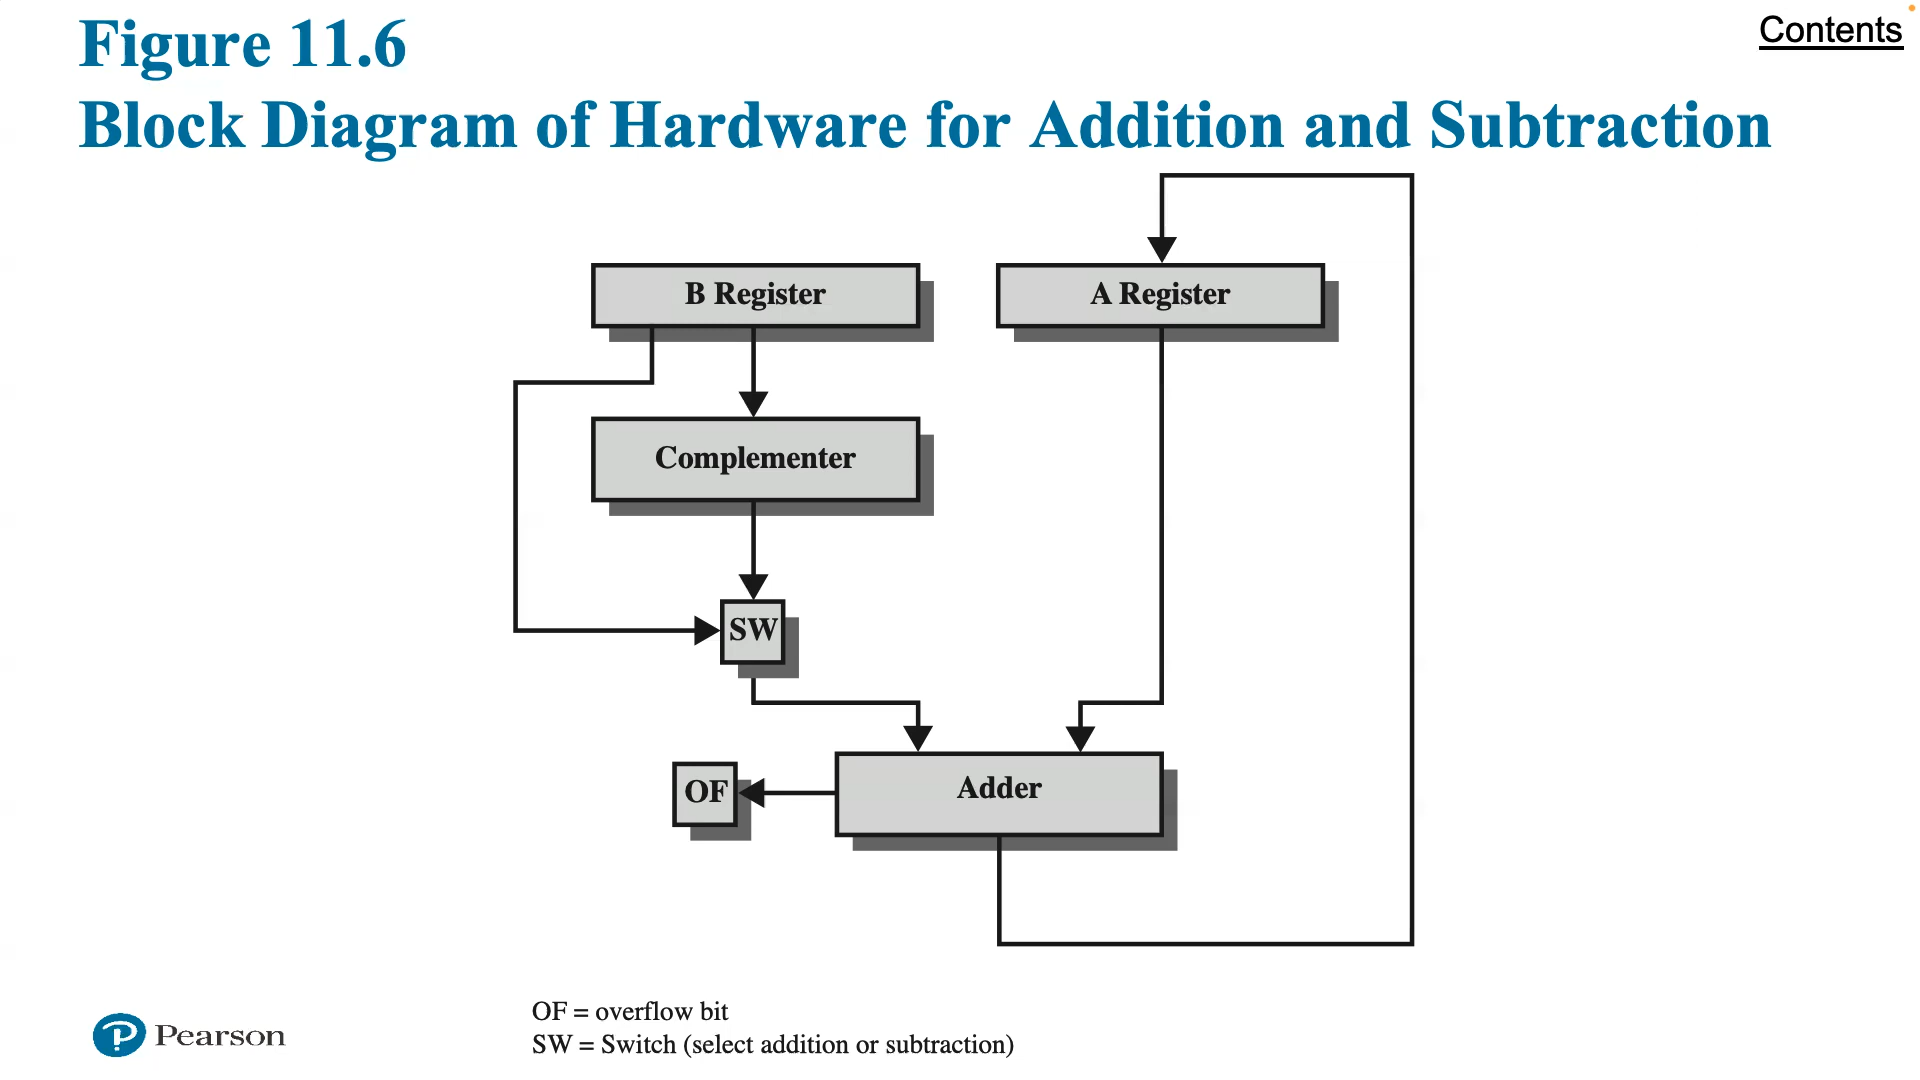 Figure 11.6
Contents
Block Diagram of Hardware for Addition and Subtraction
B Register
A Register
Complementer
SW
OF
Adder
OF = overflow bit
SW = Switch (select addition or subtraction)
Pearson